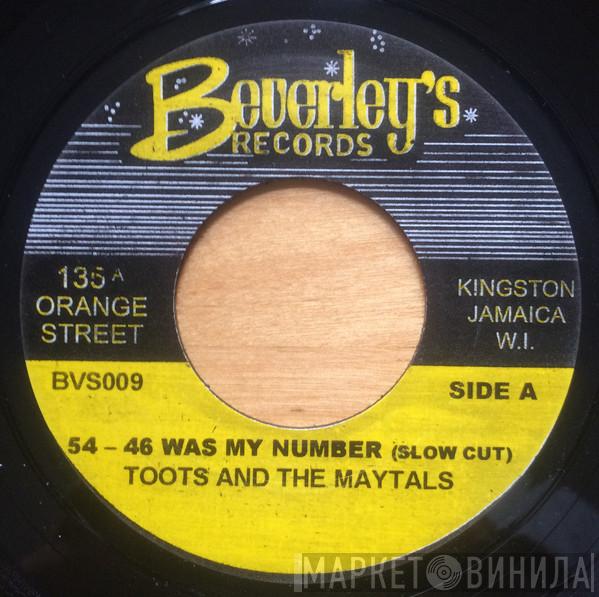 Beverley's
RECORDS
135 A
ORANGE
STREET
KINGSTON
JAMAICA
W.I.
BVS009
SIDE A
54 – 46 WAS MY NUMBER (SLOW CUT)
TOOTS AND THE MAYTALS
МАРКЕТ ВИНИЛА